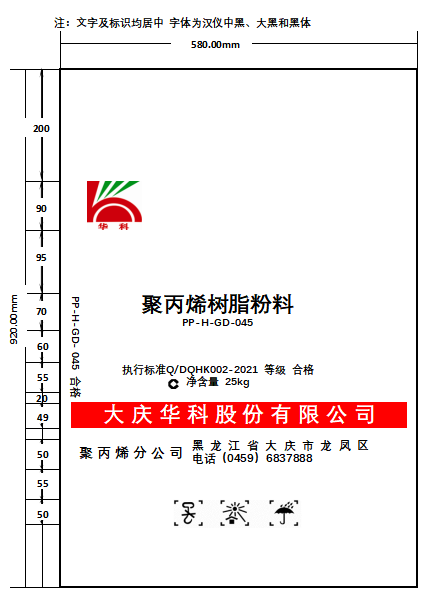 注：文字及标识均居中 字体为汉仪中黑、大黑和黑体
580.00mm
920.00mm
200
90
95
70
60
55
20
49
50
55
50
华 科
聚丙烯树脂粉料
PP-H-GD-045
PP-H-GD- 045 合格
执行标准Q/DQHK002-2021 等级 合格
净含量 25kg
大庆华科股份有限公司
聚丙烯分公司
黑龙江省大庆市龙凤区
电话（0459）6837888